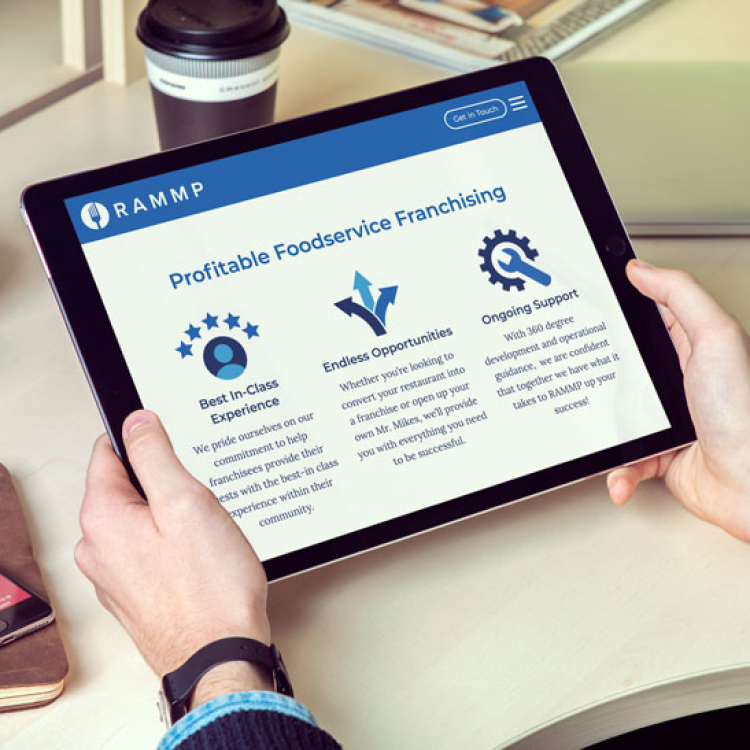 Get in Touch
RAMMP
Profitable Foodservice Franchising
Best In-Class
Experience
We pride ourselves on our
commitment to help
franchisees provide their
ests with the best-in class
experience within their
community.
Endless Opportunities
Whether you're looking to
convert your restaurant into
a franchise or open up your
own Mr. Mikes, we'll provide
you with everything you need
to be successful.
Ongoing Support
With 360 degree
development and operational
guidance, we are confident
that together we have what it
takes to RAMMP up your
success!